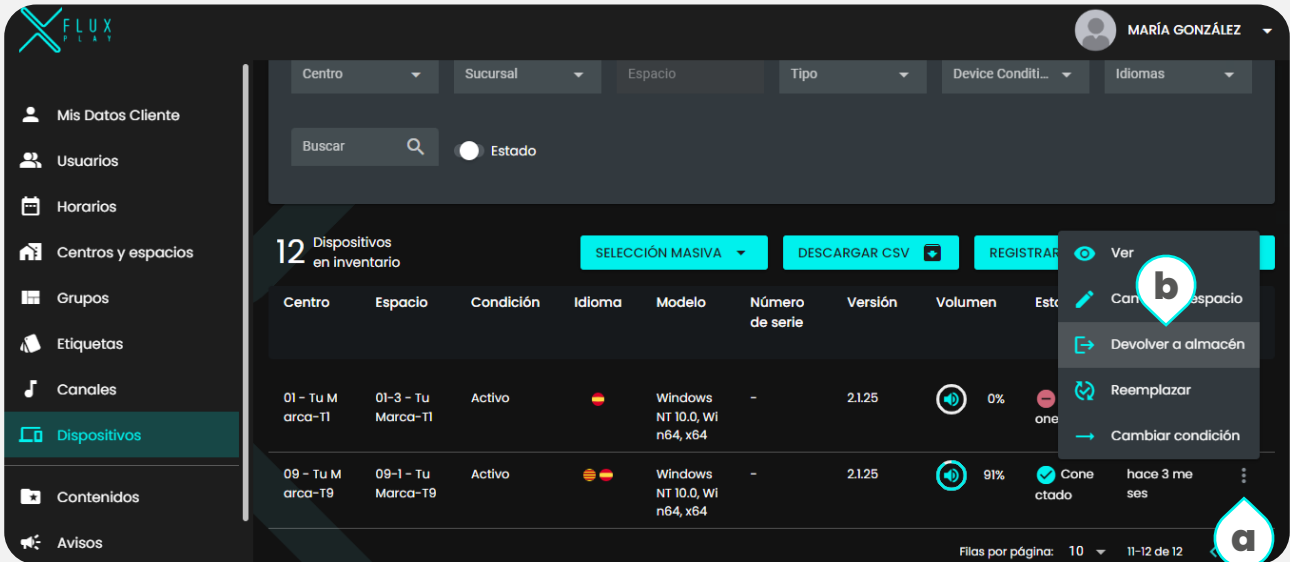 FLUX
PLAY
MARÍA GONZÁLEZ
Mis Datos Cliente
Usuarios
Horarios
Centros y espacios
Grupos
Etiquetas
Canales
Dispositivos
Contenidos
Avisos
Centro
Sucursal
Espacio
Tipo
Device Conditi...
Idiomas
Buscar
Estado
12 Dispositivos
en inventario
SELECCIÓN MASIVA
DESCARGAR CSV
REGISTRAR
Ver
b
espacio
Devolver a almacén
Reemplazar
Cambiar condición
Centro Espacio Condición Idioma Modelo Número Versión Volumen
de serie
01 - Tu M 01-3 - Tu Activo Windows - 2.1.25 0%
arca-T1 Marca-T1 NT 10.0, Wi one
n64, x64
09 - Tu M 09-1 - Tu Activo Windows - 2.1.25 91% Cone hace 3 me
arca-T9 Marca-T9 NT 10.0, Wi ctado ses
n64, x64
Filas por página: 10 11-12 de 12
a